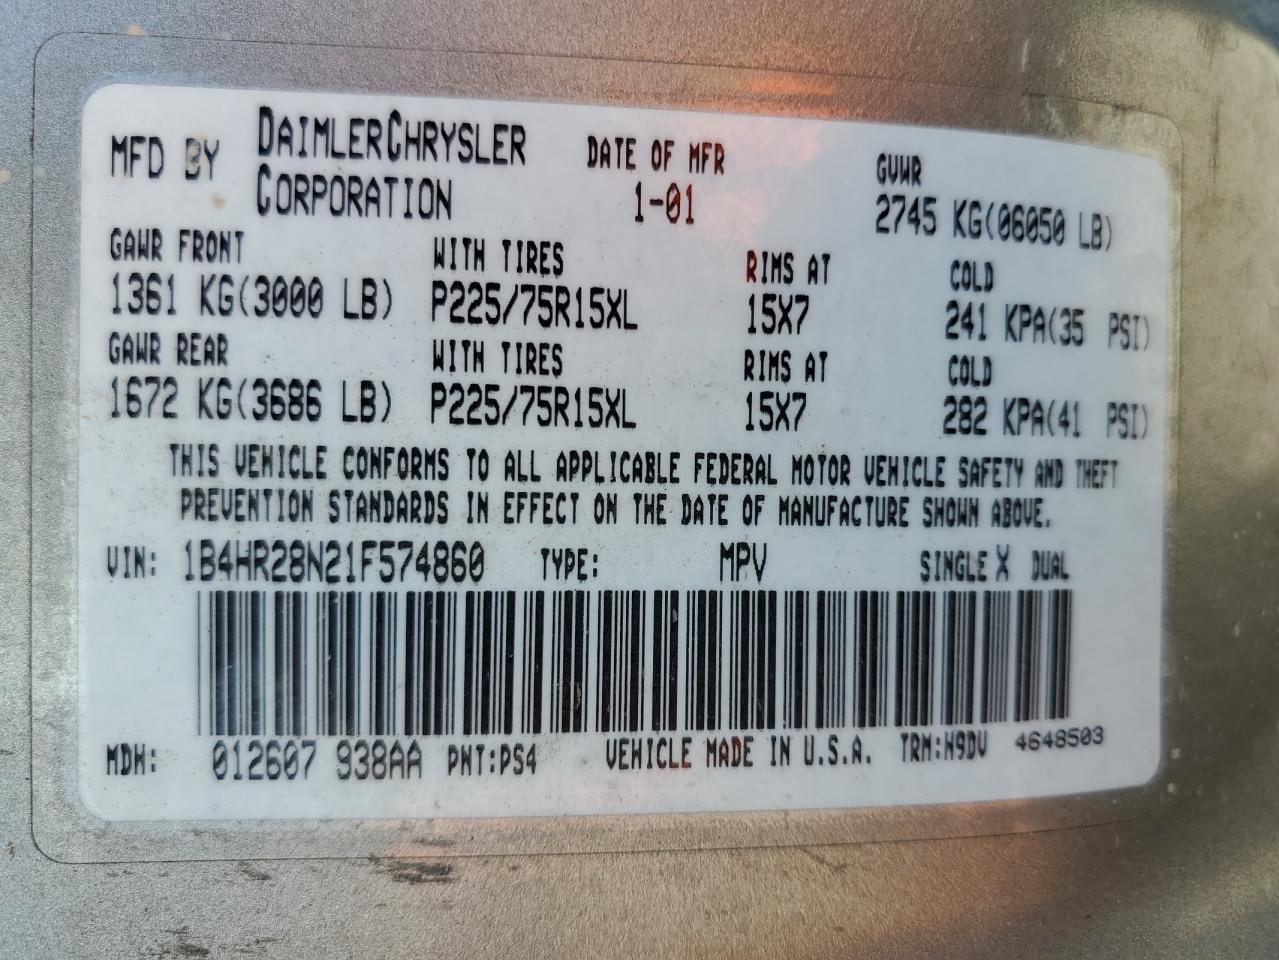 MFD BY DAIMLERCHRYSLER CORPORATION DATE OF MFR 1-01 GVWR 2745 KG(06050 LB)
GAWR FRONT WITH TIRES RIMS AT COLD
1361 KG(3000 LB) P225/75R15XL 15X7 241 KPA(35 PSI)
GAWR REAR WITH TIRES RIMS AT COLD
1672 KG(3686 LB) P225/75R15XL 15X7 282 KPA(41 PSI)
THIS VEHICLE CONFORMS TO ALL APPLICABLE FEDERAL MOTOR VEHICLE SAFETY AND THEFT
PREVENTION STANDARDS IN EFFECT ON THE DATE OF MANUFACTURE SHOWN ABOVE.
VIN: 1B4HR28N21F574860 TYPE: MPV SINGLE X DUAL
MDH: 012607 938AA PNT:PS4 VEHICLE MADE IN U.S.A. TRM:N9DV 4648503